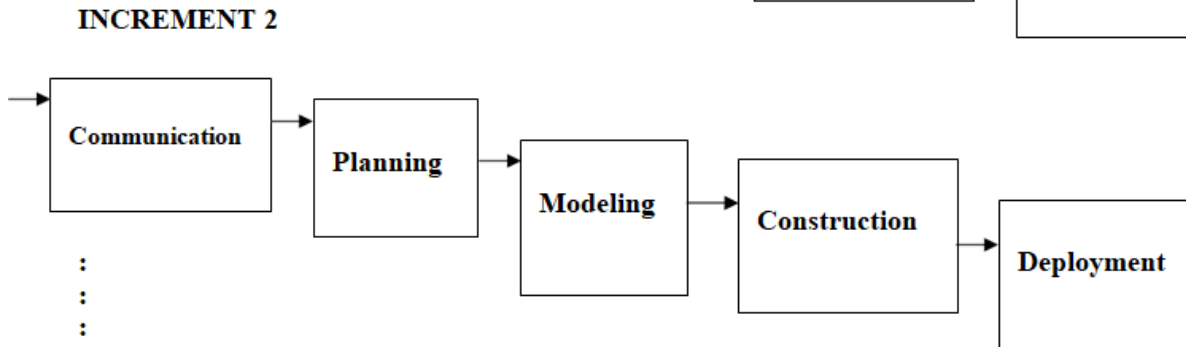 INCREMENT 2
Communication
Planning
Modeling
Construction
Deployment
:
:
: